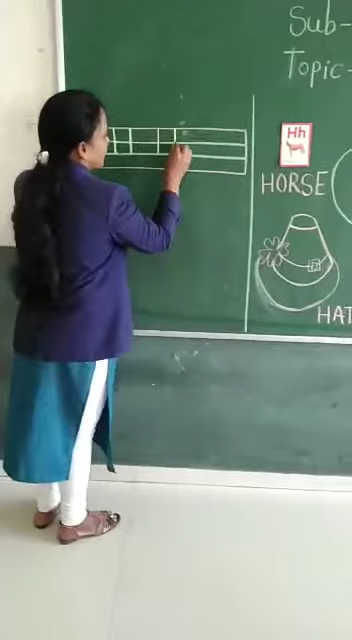 Sub-
Topic-
Hh
HORSE
HAT